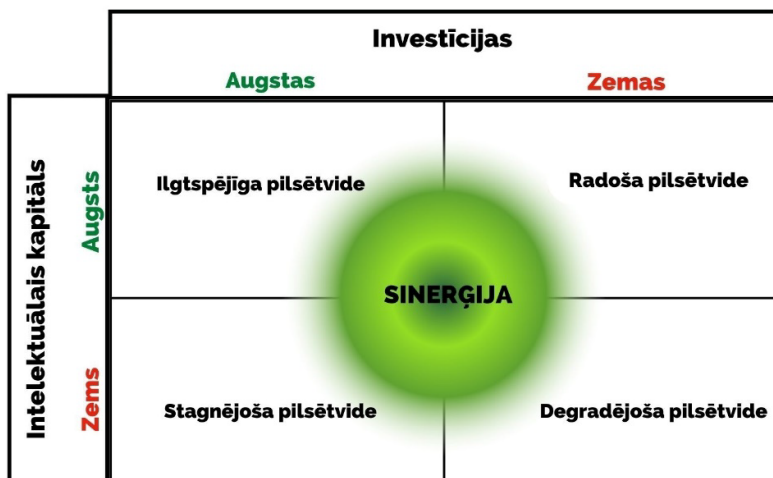 Investīcijas
Augstas
Zemas
Intelektuālais kapitāls
Augsts
Zems
Ilgtspējīga pilsētvide
Radoša pilsētvide
SINERĢIJA
Stagnējoša pilsētvide
Degradējoša pilsētvide